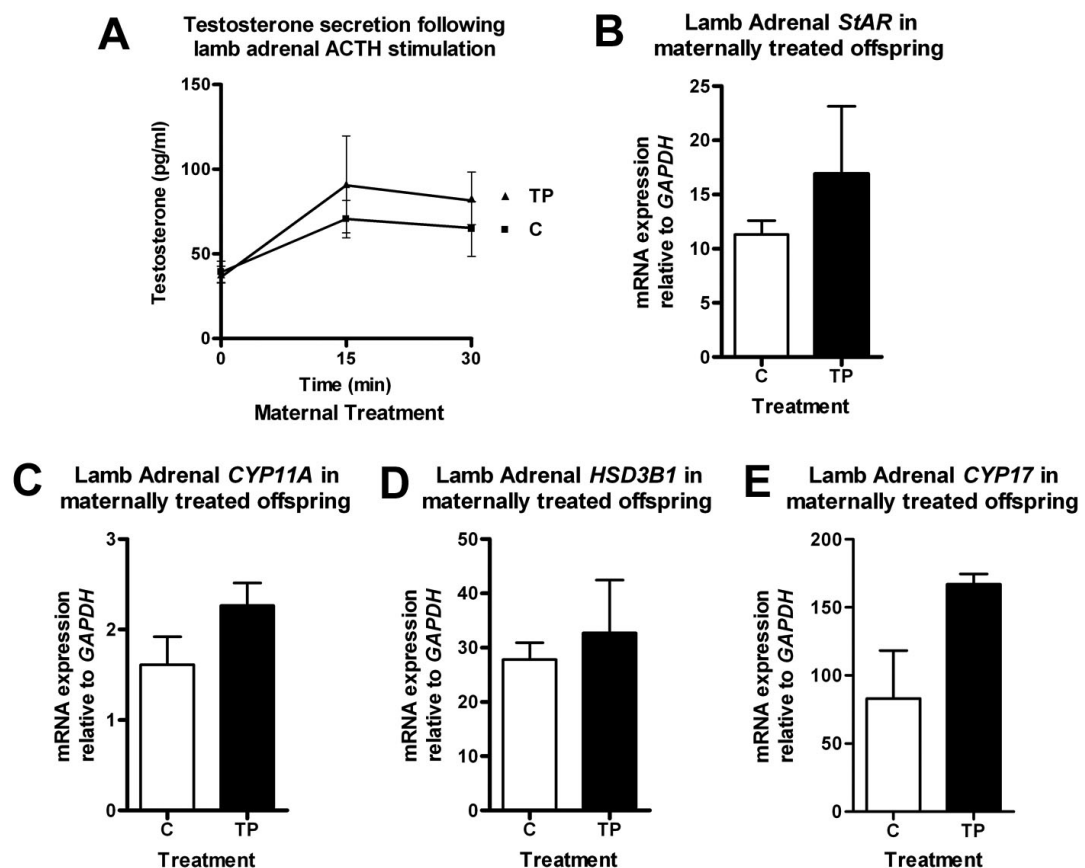 A
Testosterone secretion following
lamb adrenal ACTH stimulation
Testosterone (pg/ml)
150
100
50
0
0
15
30
TP
C
Time (min)
Maternal Treatment
B
Lamb Adrenal StAR in
maternally treated offspring
mRNA expression
relative to GAPDH
25
20
15
10
5
0
C
TP
Treatment
C
Lamb Adrenal CYP11A in
maternally treated offspring
mRNA expression
relative to GAPDH
3
2
1
0
C
TP
Treatment
D
Lamb Adrenal HSD3B1 in
maternally treated offspring
mRNA expression
relative to GAPDH
50
40
30
20
10
0
C
TP
Treatment
E
Lamb Adrenal CYP17 in
maternally treated offspring
mRNA expression
relative to GAPDH
200
150
100
50
0
C
TP
Treatment